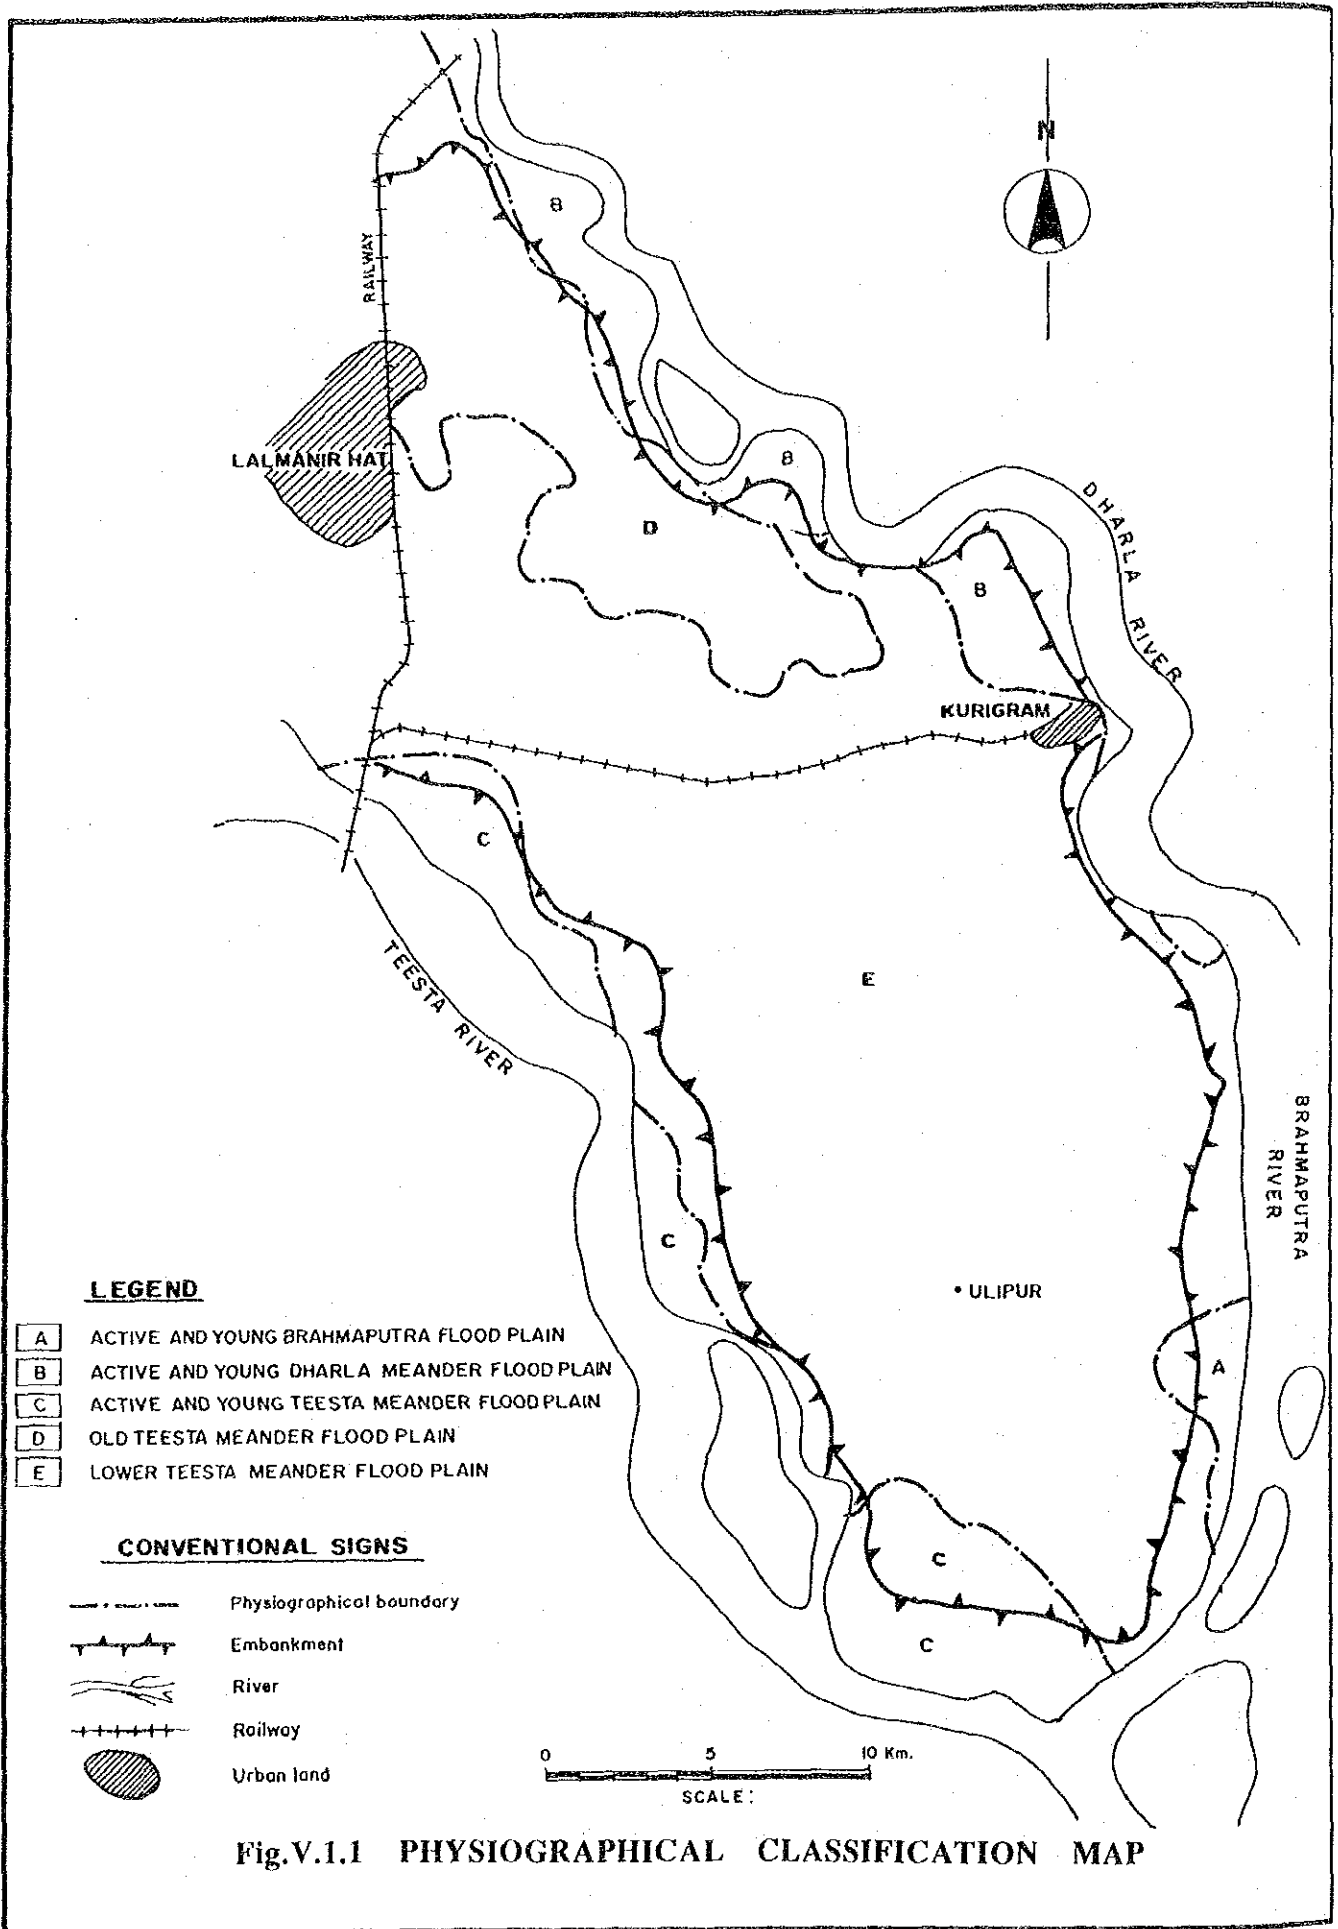 N
RAILWAY
B
LALMANIR HAT
B
D
DHARLA RIVER
B
KURIGRAM
C
TEESTA RIVER
E
BRAHMAPUTRA
RIVER
C
• ULIPUR
A
C
C
LEGEND
A ACTIVE AND YOUNG BRAHMAPUTRA FLOOD PLAIN
B ACTIVE AND YOUNG DHARLA MEANDER FLOOD PLAIN
C ACTIVE AND YOUNG TEESTA MEANDER FLOOD PLAIN
D OLD TEESTA MEANDER FLOOD PLAIN
E LOWER TEESTA MEANDER FLOOD PLAIN
CONVENTIONAL SIGNS
Physiographical boundary
Embankment
River
Railway
Urban land
0 5 10 Km.
SCALE:
Fig.V.1.1 PHYSIOGRAPHICAL CLASSIFICATION MAP